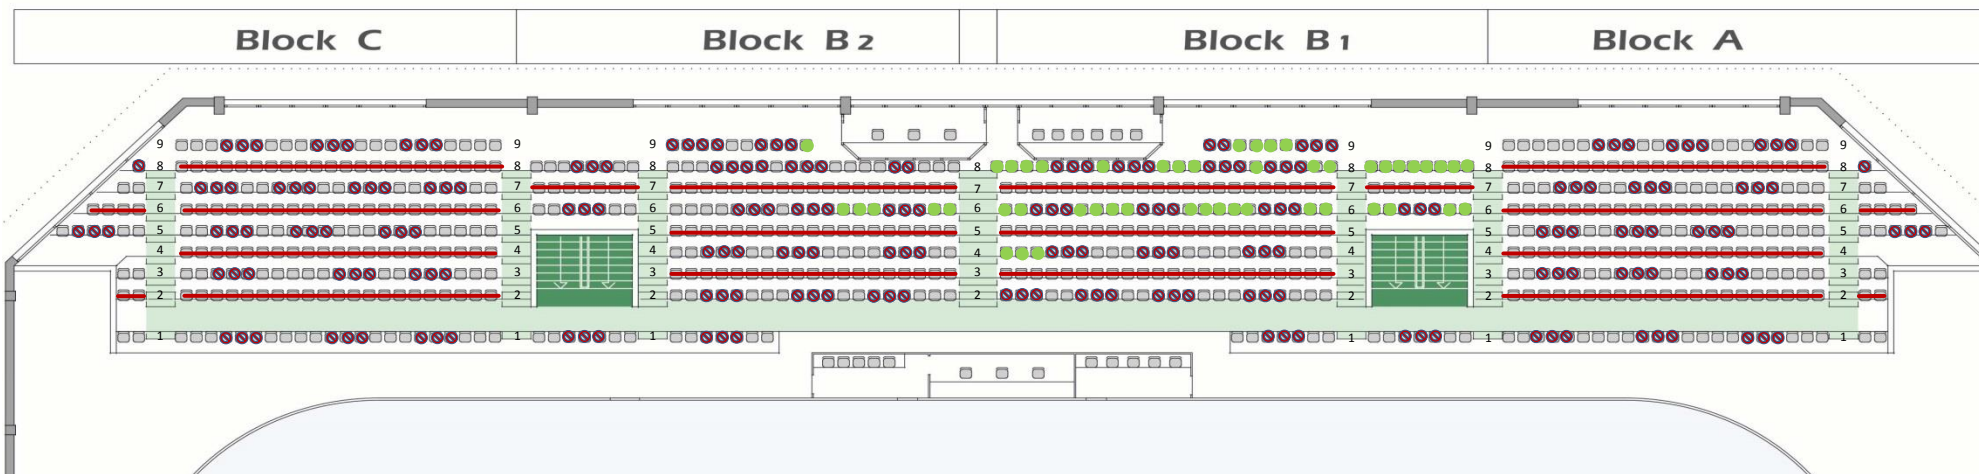 Block C Block B 2 Block B 1 Block A
9 9 9 9 9 9
8 8 8 8 8 8 8 8
7 7 7 7 7 7 7
6 6 6 6 6 6 6 6
5 5 5 5 5 5 5 5
4 4 4 4 4 4 4 4
3 3 3 3 3 3 3 3
2 2 2 2 2 2 2 2
1 1 1 1 1 1